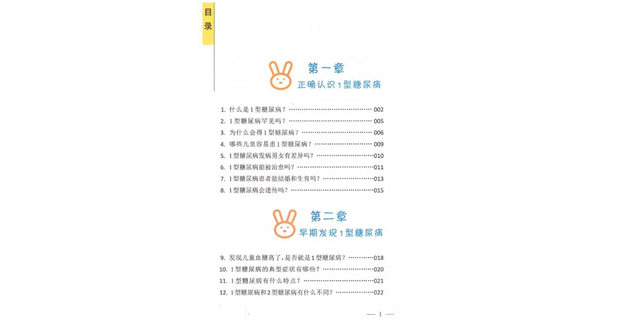 目
录
第一章
正确认识1型糖尿病
1. 什么是1型糖尿病？ ……………………… 002
2. 1型糖尿病罕见吗？ ……………………… 005
3. 为什么会得1型糖尿病？ ………………… 006
4. 哪些儿童容易患1型糖尿病？ …………… 009
5. 1型糖尿病发病男女有差异吗？ ………… 010
6. 1型糖尿病能被治愈吗？ ………………… 011
7. 1型糖尿病患者能结婚和生育吗？ ……… 013
8. 1型糖尿病会遗传吗？ …………………… 015
第二章
早期发现1型糖尿病
9. 发现儿童血糖高了，是否就是1型糖尿病？ ……… 018
10. 1型糖尿病的典型症状有哪些？ ………… 020
11. 1型糖尿病有什么特点？ ………………… 021
12. 1型糖尿病和2型糖尿病有什么不同？ …… 022
— 1 —